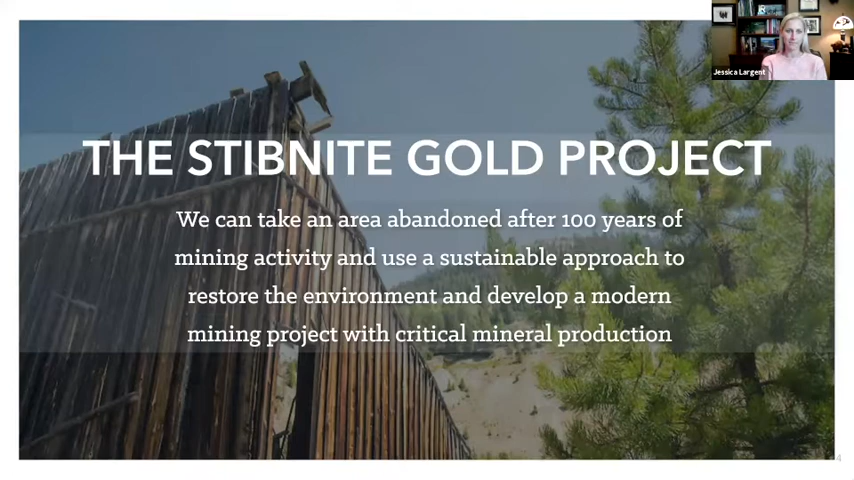 Jessica Largent
THE STIBNITE GOLD PROJECT
We can take an area abandoned after 100 years of
mining activity and use a sustainable approach to
restore the environment and develop a modern
mining project with critical mineral production
4